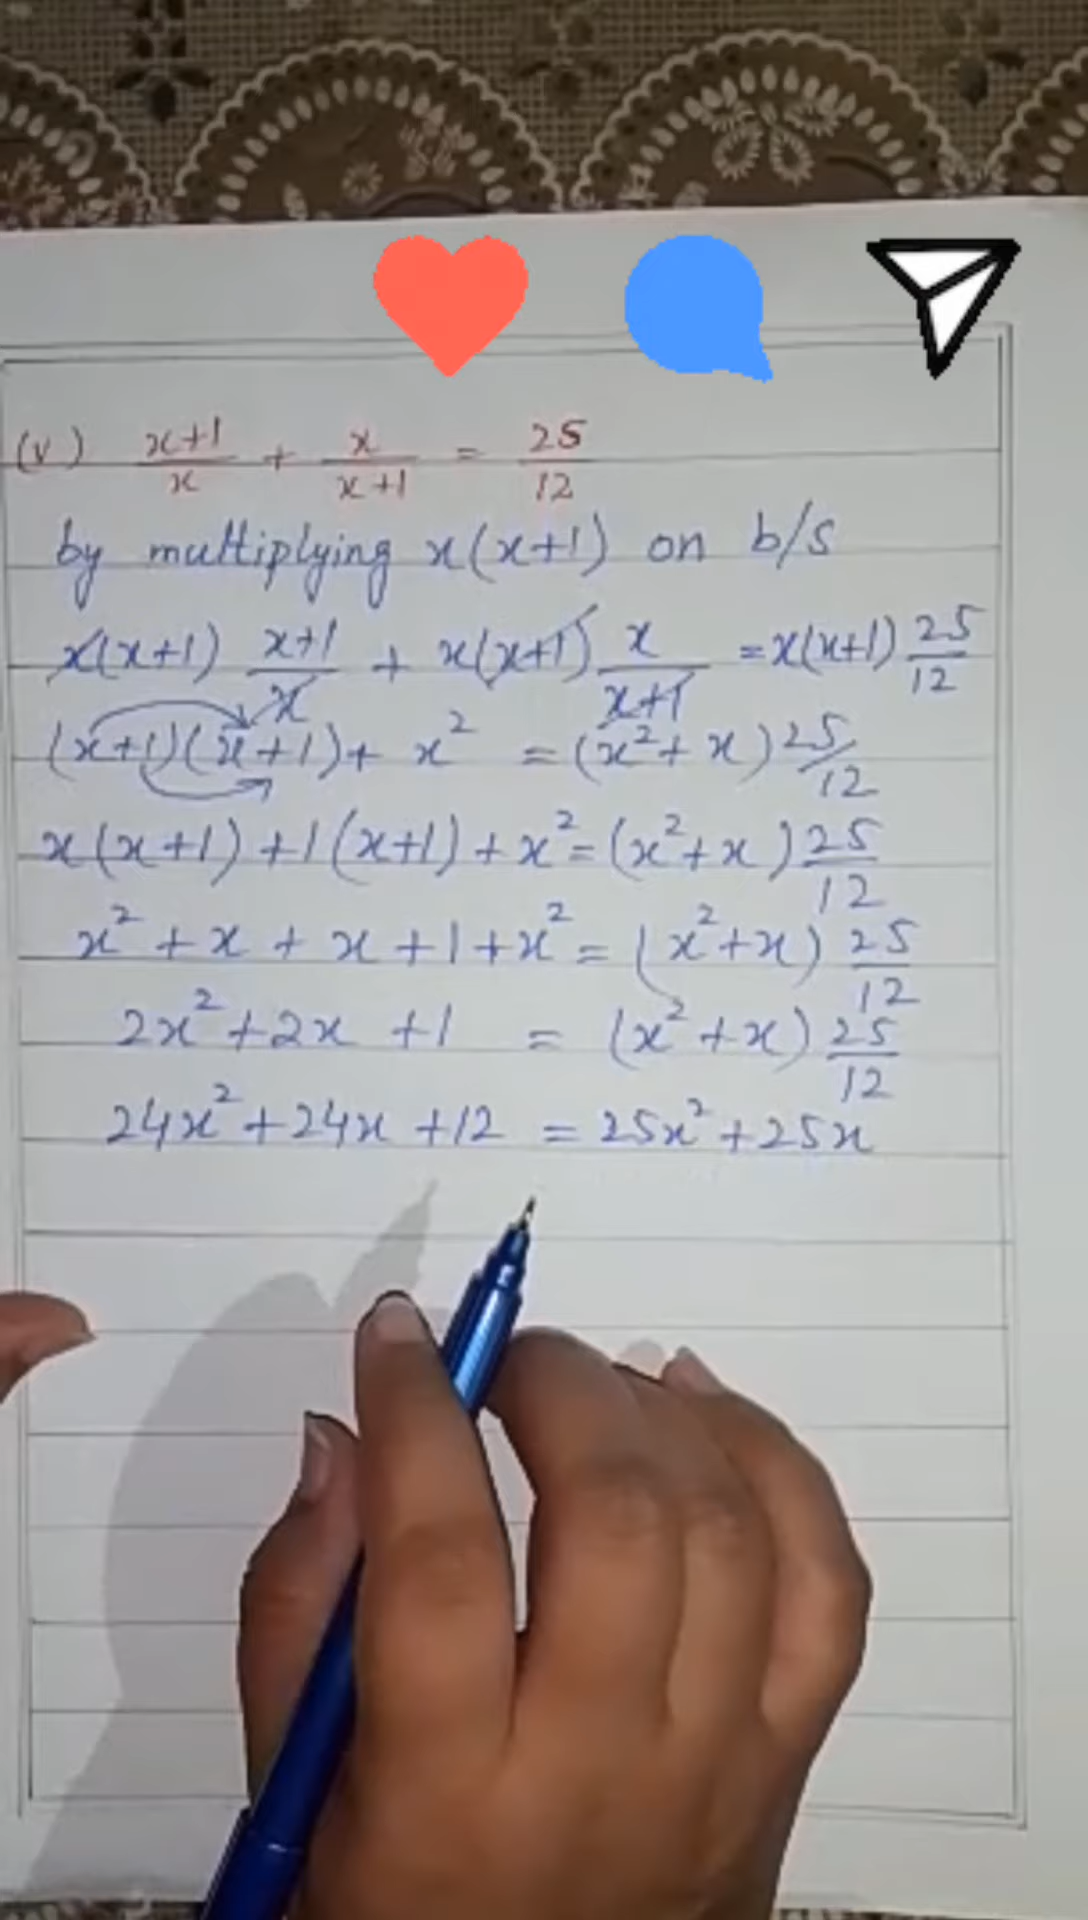 (v) x+1/x + x/x+1 = 25/12
by multiplying x(x+1) on b/s
x(x+1) x+1/x + x(x+1) x/x+1 = x(x+1) 25/12
(x+1)(x+1) + x² = (x²+x) 25/12
x(x+1) + 1(x+1) + x² = (x²+x) 25/12
x² + x + x + 1 + x² = (x²+x) 25/12
2x² + 2x + 1 = (x²+x) 25/12
24x² + 24x + 12 = 25x² + 25x